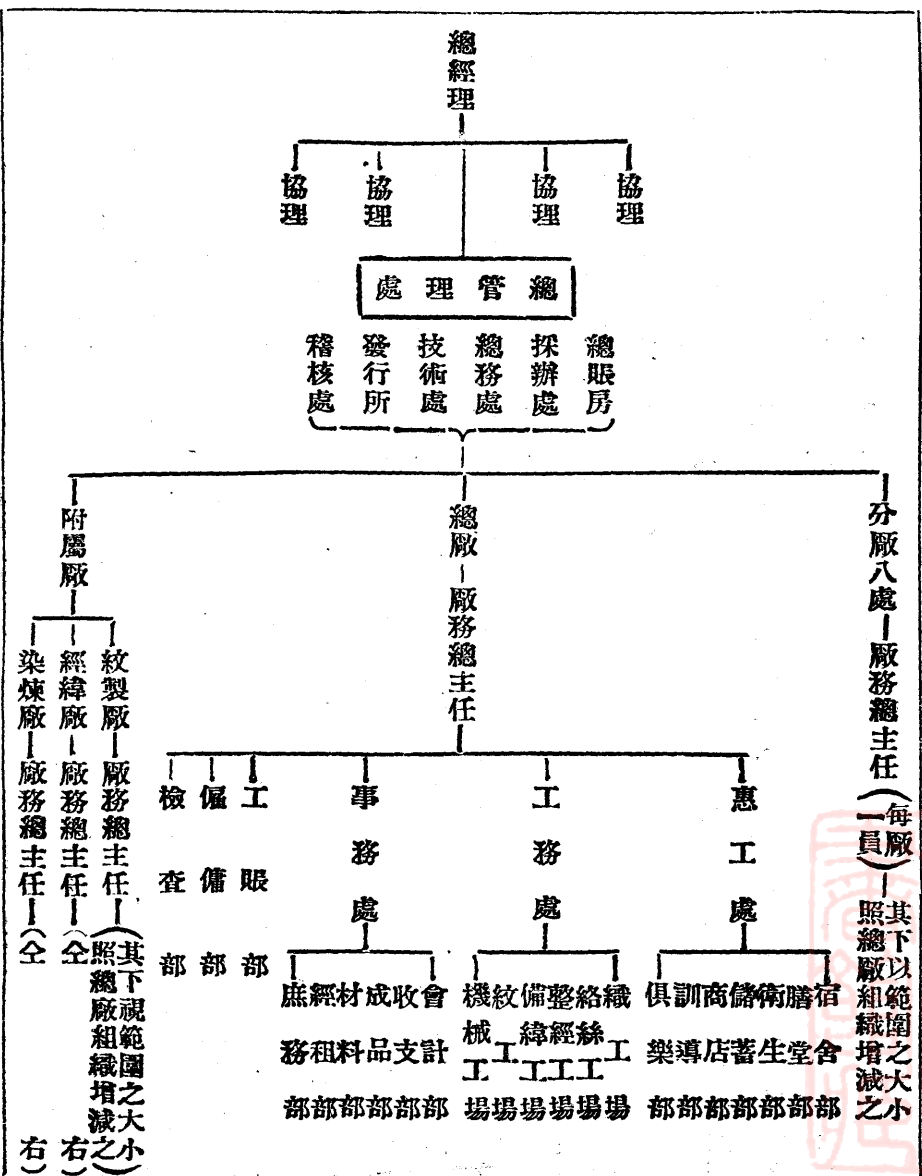 總經理
協理
協理
協理
協理
總管理處
總賬房
採辦處
總務處
技術處
發行所
稽核處
分廠八處 廠務總主任(每廠一員) 其下以範圍之大小照總廠組織增減之
總廠 廠務總主任
惠工處
宿舍部
膳堂部
衛生部
儲蓄部
商店部
訓導部
俱樂部
工務處
織工場
絡絲工場
整經工場
備緯工場
紋工場
機械工場
事務處
會計部
收支部
成品部
材料部
經租部
庶務部
工賬部
僱傭部
檢查部
附屬廠
紋製廠 廠務總主任 (其下視範圍之大小照總廠組織增減之)
經緯廠 廠務總主任 (仝右)
染煉廠 廠務總主任 (仝右)